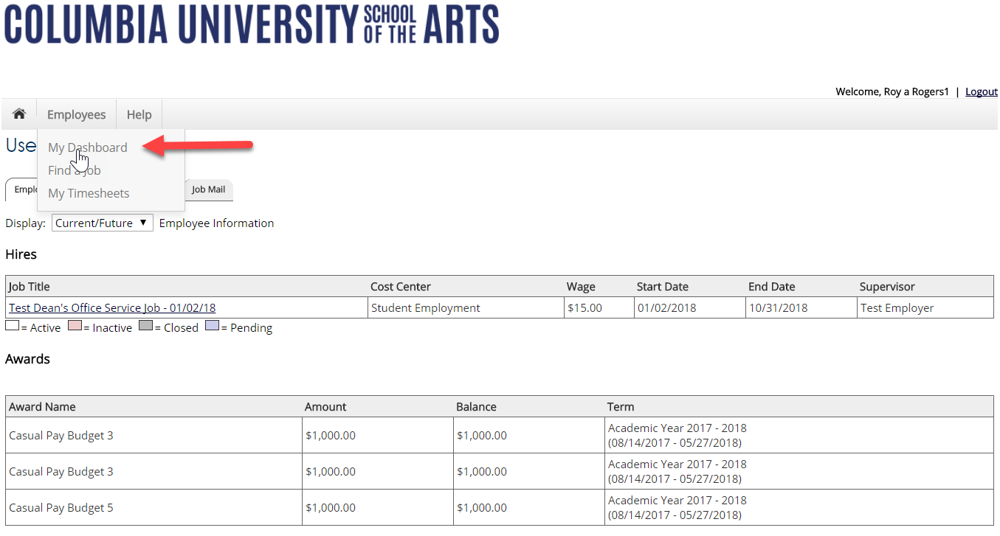 COLUMBIA UNIVERSITY SCHOOL OF THE ARTS
Welcome, Roy a Rogers1 | Logout
Employees Help
Use
My Dashboard
Find a Job
My Timesheets
Emplo Job Mail
Display: Current/Future ▼ Employee Information
Hires
Job Title Cost Center Wage Start Date End Date Supervisor
Test Dean's Office Service Job - 01/02/18 Student Employment $15.00 01/02/2018 10/31/2018 Test Employer
= Active = Inactive = Closed = Pending
Awards
Award Name Amount Balance Term
Casual Pay Budget 3 $1,000.00 $1,000.00 Academic Year 2017 - 2018
(08/14/2017 - 05/27/2018)
Casual Pay Budget 3 $1,000.00 $1,000.00 Academic Year 2017 - 2018
(08/14/2017 - 05/27/2018)
Casual Pay Budget 5 $1,000.00 $1,000.00 Academic Year 2017 - 2018
(08/14/2017 - 05/27/2018)